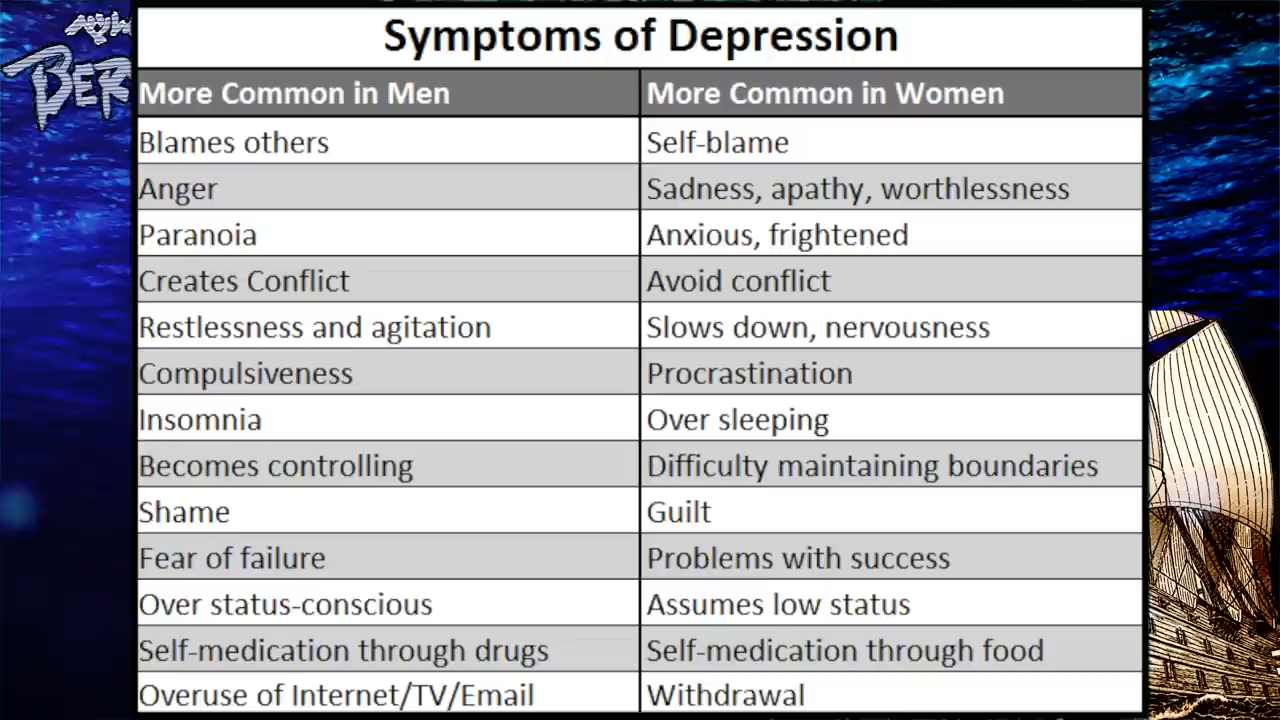 Symptoms of Depression
More Common in Men More Common in Women
Blames others Self-blame
Anger Sadness, apathy, worthlessness
Paranoia Anxious, frightened
Creates Conflict Avoid conflict
Restlessness and agitation Slows down, nervousness
Compulsiveness Procrastination
Insomnia Over sleeping
Becomes controlling Difficulty maintaining boundaries
Shame Guilt
Fear of failure Problems with success
Over status-conscious Assumes low status
Self-medication through drugs Self-medication through food
Overuse of Internet/TV/Email Withdrawal